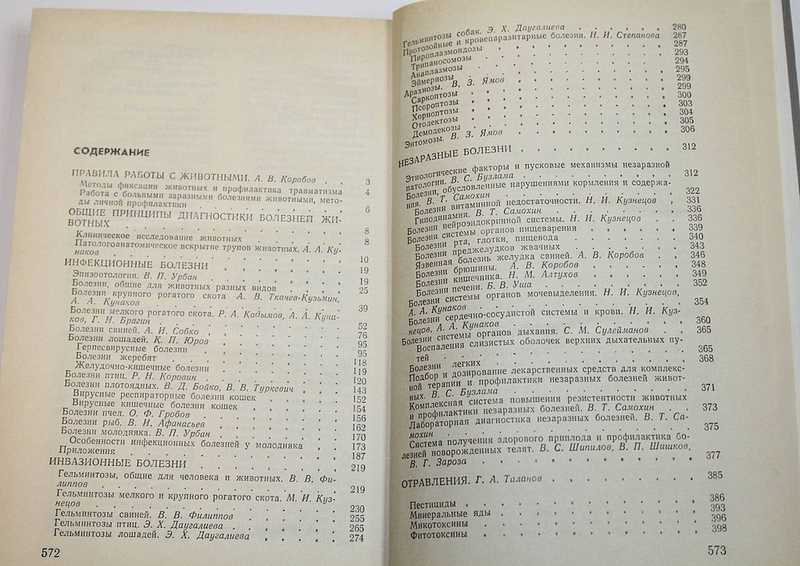 СОДЕРЖАНИЕ
ПРАВИЛА РАБОТЫ С ЖИВОТНЫМИ. А. В. Коробов . . 3
Методы фиксации животных и профилактика травматизма 4
Работа с больными заразными болезнями животными, мето-
ды личной профилактики . . . 6
ОБЩИЕ ПРИНЦИПЫ ДИАГНОСТИКИ БОЛЕЗНЕЙ ЖИ-
ВОТНЫХ . . . 8
Клиническое исследование животных . . . 8
Патологоанатомическое вскрытие трупов животных. А. А. Ку-
наков . . . 10
ИНФЕКЦИОННЫЕ БОЛЕЗНИ . . . 19
Эпизоотология. В. П. Урбан . . . 19
Болезни, общие для животных разных видов . . . 25
Болезни крупного рогатого скота А. В. Ткачев-Кузьмин,
А. А. Кунаков . . . 39
Болезни мелкого рогатого скота. Р. А. Кадымов, А. А. Куна-
ков, Г. Н. Брагин . . . 52
Болезни свиней. А. И. Собко . . . 76
Болезни лошадей. К. П. Юров . . . 95
Герпесвирусные болезни . . . 95
Болезни жеребят . . . 118
Желудочно-кишечные болезни . . . 119
Болезни птиц. Р. Н. Коровин . . . 120
Болезни плотоядных. В. Д. Бойко, В. В. Туркевич . . . 143
Вирусные респираторные болезни кошек . . . 152
Вирусные кишечные болезни кошек . . . 154
Болезни пчел. О. Ф. Гробов . . . 156
Болезни рыб. В. И. Афанасьев . . . 162
Болезни молодняка. В. П. Урбан . . . 170
Особенности инфекционных болезней у молодняка . . 173
Приложения . . . 187
ИНВАЗИОННЫЕ БОЛЕЗНИ . . . 219
Гельминтозы, общие для человека и животных. В. В. Фи-
липпов . . . 219
Гельминтозы мелкого и крупного рогатого скота. М. И. Куз-
нецов . . . 230
Гельминтозы свиней. В. В. Филиппов . . . 255
Гельминтозы птиц. Э. Х. Даугалиева . . . 265
Гельминтозы лошадей. Э. Х. Даугалиева . . . 274
572
Гельминтозы собак. Э. Х. Даугалиева . . . 280
Протозойные и кровепаразитарные болезни. Н. И. Степанова 287
Пироплазмидозы . . . 287
Трипаносомозы . . . 293
Анаплазмозы . . . 294
Эймериозы . . . 295
Арахнозы. В. З. Ямов . . . 299
Саркоптозы . . . 299
Псороптозы . . . 300
Хориоптозы . . . 303
Отодектозы . . . 304
Демодекозы . . . 305
Энтомозы. В. З. Ямов . . . 306
НЕЗАРАЗНЫЕ БОЛЕЗНИ . . . 312
Этиологические факторы и пусковые механизмы незаразной
патологии. В. С. Бузлама . . . 312
Болезни, обусловленные нарушениями кормления и содержа-
ния. В. Т. Самохин . . . 322
Болезни витаминной недостаточности. Н. И. Кузнецов . 331
Гиподинамия. В. Т. Самохин . . . 336
Болезни нейроэндокринной системы. Н. И. Кузнецов . . 336
Болезни системы органов пищеварения . . . 339
Болезни рта, глотки, пищевода . . . 340
Болезни преджелудков жвачных . . . 343
Язвенная болезнь желудка свиней. А. В. Коробов . . 346
Болезни брюшины. А. В. Коробов . . . 348
Болезни кишечника. Н. М. Алтухов . . . 349
Болезни печени. Б. В. Уша . . . 352
Болезни системы органов мочевыделения. Н. И. Кузнецов,
А. А. Кунаков . . . 354
Болезни сердечно-сосудистой системы и крови. Н. И. Куз-
нецов, А. А. Кунаков . . . 360
Болезни системы органов дыхания. С. М. Сулейманов . . 365
Воспаления слизистых оболочек верхних дыхательных пу-
тей . . . 365
Болезни легких . . . 368
Подбор и дозирование лекарственных средств для комплекс-
ной терапии и профилактики незаразных болезней живот-
ных. В. С. Бузлама . . . 371
Комплексная система повышения резистентности животных
и профилактики незаразных болезней. В. Т. Самохин . . 373
Лабораторная диагностика незаразных болезней. В. Т. Са-
мохин . . . 375
Система получения здорового приплода и профилактика бо-
лезней новорожденных телят. В. С. Шипилов, В. П. Шишков,
В. Г. Зароза . . . 377
ОТРАВЛЕНИЯ. Г. А. Таланов . . . 385
Пестициды . . . 386
Минеральные яды . . . 393
Микотоксины . . . 396
Фитотоксины . . . 398
573